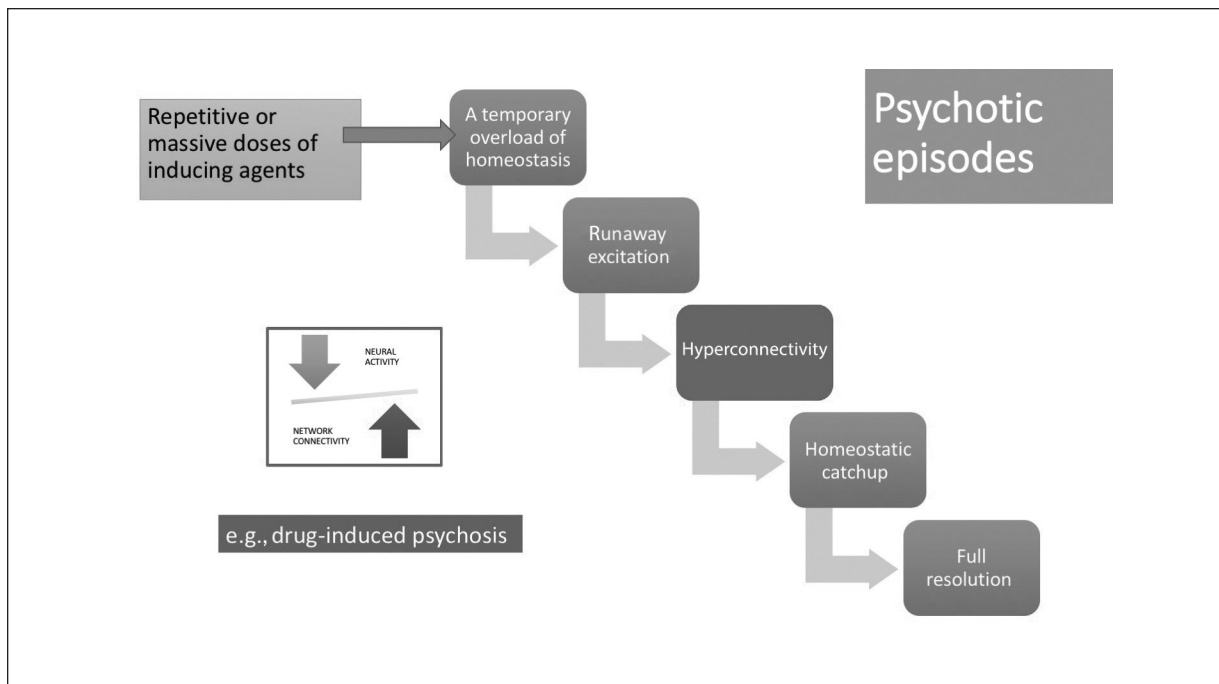 Repetitive or
massive doses of
inducing agents
A temporary
overload of
homeostasis
Psychotic
episodes
Runaway
excitation
Hyperconnectivity
NEURAL
ACTIVITY
NETWORK
CONNECTIVITY
Homeostatic
catchup
e.g., drug-induced psychosis
Full
resolution